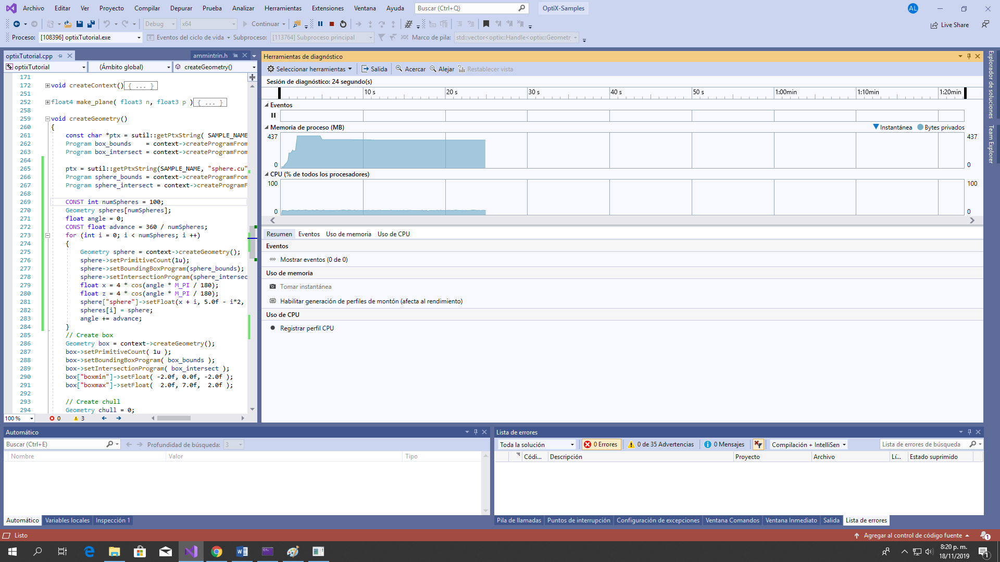 Archivo Editar Ver Proyecto Compilar Depurar Prueba Analizar Herramientas Extensiones Ventana Ayuda Buscar (Ctrl+Q) OptiX-Samples AL
Debug x64 Continuar Live Share
Proceso: [108396] optixTutorial.exe Eventos del ciclo de vida Subproceso: [113764] Subproceso principal Marco de pila: std::vector<optix::Handle<optix::Geometr
optixTutorial.cpp ammintrin.h
optixTutorial (Ámbito global) createGeometry()
171
172 void createContext() { ... }
251
252 float4 make_plane( float3 n, float3 p ) { ... }
258
259 void createGeometry()
260 {
261 const char *ptx = sutil::getPtxString( SAMPLE_NAME
262 Program box_bounds = context->createProgramFrom
263 Program box_intersect = context->createProgramFrom
264
265 ptx = sutil::getPtxString(SAMPLE_NAME, "sphere.cu"
266 Program sphere_bounds = context->createProgramFrom
267 Program sphere_intersect = context->createProgramF
268
269 CONST int numSpheres = 100;
270 Geometry spheres[numSpheres];
271 float angle = 0;
272 CONST float advance = 360 / numSpheres;
273 for (int i = 0; i < numSpheres; i ++)
274 {
275 Geometry sphere = context->createGeometry();
276 sphere->setPrimitiveCount(1u);
277 sphere->setBoundingBoxProgram(sphere_bounds);
278 sphere->setIntersectionProgram(sphere_intersec
279 float x = 4 * cos(angle * M_PI / 180);
280 float z = 4 * cos(angle * M_PI / 180);
281 sphere["sphere"]->setFloat(x + i, 5.0f - i*2,
282 spheres[i] = sphere;
283 angle += advance;
284 }
285 // Create box
286 Geometry box = context->createGeometry();
287 box->setPrimitiveCount( 1u );
288 box->setBoundingBoxProgram( box_bounds );
289 box->setIntersectionProgram( box_intersect );
290 box["boxmin"]->setFloat( -2.0f, 0.0f, -2.0f );
291 box["boxmax"]->setFloat( 2.0f, 7.0f, 2.0f );
292
293 // Create chull
294 Geometry chull = 0;
100 % 0 3
Herramientas de diagnóstico
Seleccionar herramientas Salida Acercar Alejar Restablecer vista
Sesión de diagnóstico: 24 segundo(s)
10 s 20 s 30 s 40 s 50 s 1:00min 1:10min 1:20min
Eventos
Memoria de proceso (MB) Instantánea Bytes privados
437 437
0 0
CPU (% de todos los procesadores)
100 100
0 0
Resumen Eventos Uso de memoria Uso de CPU
Eventos
Mostrar eventos (0 de 0)
Uso de memoria
Tomar instantánea
Habilitar generación de perfiles de montón (afecta al rendimiento)
Uso de CPU
Registrar perfil CPU
Explorador de soluciones
Team Explorer
Automático
Buscar (Ctrl+E) Profundidad de búsqueda: 3
Nombre Valor Tipo
Automático Variables locales Inspección 1
Lista de errores
Toda la solución 0 Errores 0 de 35 Advertencias 0 Mensajes Compilación + IntelliSen Lista de errores de búsqueda
Códi... Descripción Proyecto Archivo Lí... Estado suprimido
Pila de llamadas Puntos de interrupción Configuración de excepciones Ventana Comandos Ventana Inmediato Salida Lista de errores
Listo Agregar al control de código fuente 1
8:20 p. m.
18/11/2019 1